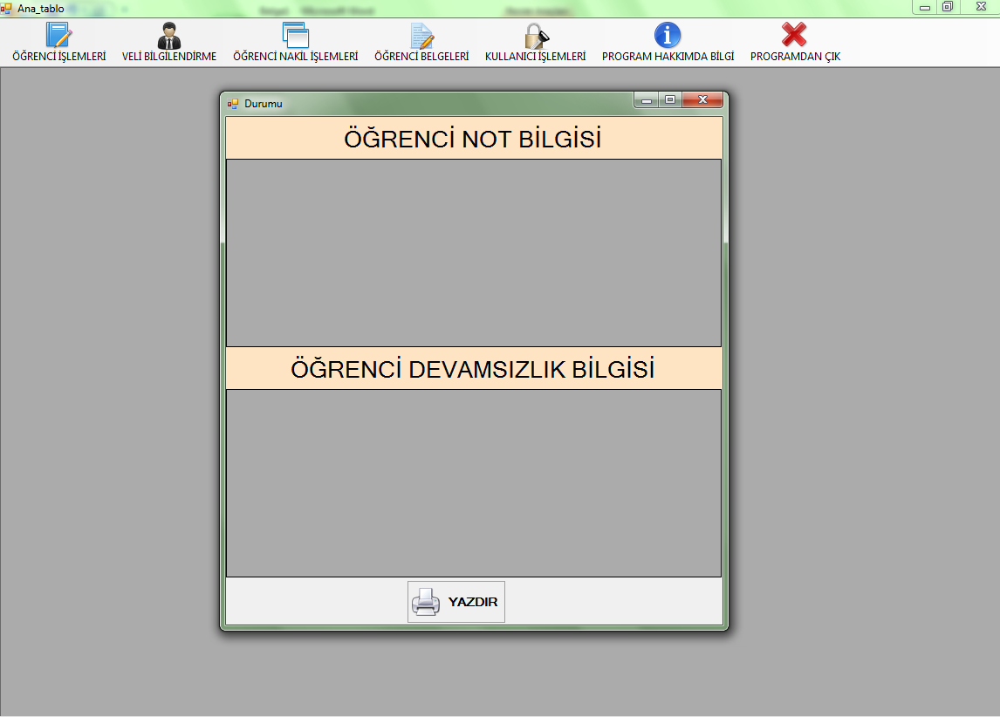 Ana_tablo
ÖĞRENCİ İŞLEMLERİ VELİ BİLGİLENDİRME ÖĞRENCİ NAKİL İŞLEMLERİ ÖĞRENCİ BELGELERİ KULLANICI İŞLEMLERİ PROGRAM HAKKIMDA BİLGİ PROGRAMDAN ÇIK
Durumu
ÖĞRENCİ NOT BİLGİSİ
ÖĞRENCİ DEVAMSIZLIK BİLGİSİ
YAZDIR